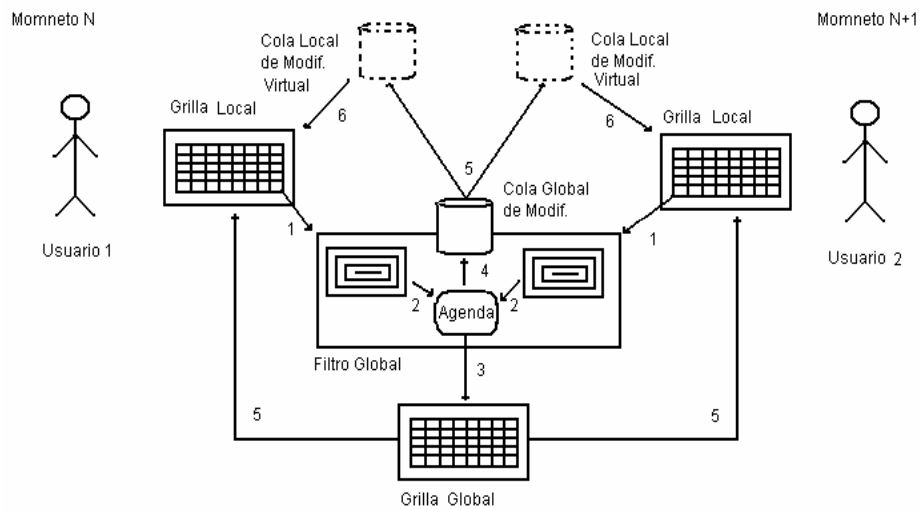 Momneto N
Momneto N+1
Cola Local
de Modif.
Virtual
Cola Local
de Modif.
Virtual
6
6
Grilla Local
Grilla Local
5
Cola Global
de Modif.
1
1
Usuario 1
Usuario 2
4
2
2
Agenda
Filtro Global
3
5
5
Grilla Global